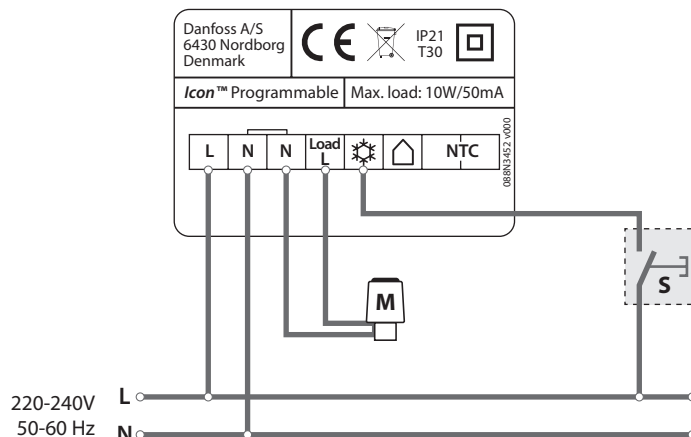 Danfoss A/S
6430 Nordborg
Denmark
CE
IP21
T30
Icon™ Programmable
Max. load: 10W/50mA
L N N Load L NTC
088N3452 v000
M
S
220-240V L
50-60 Hz N